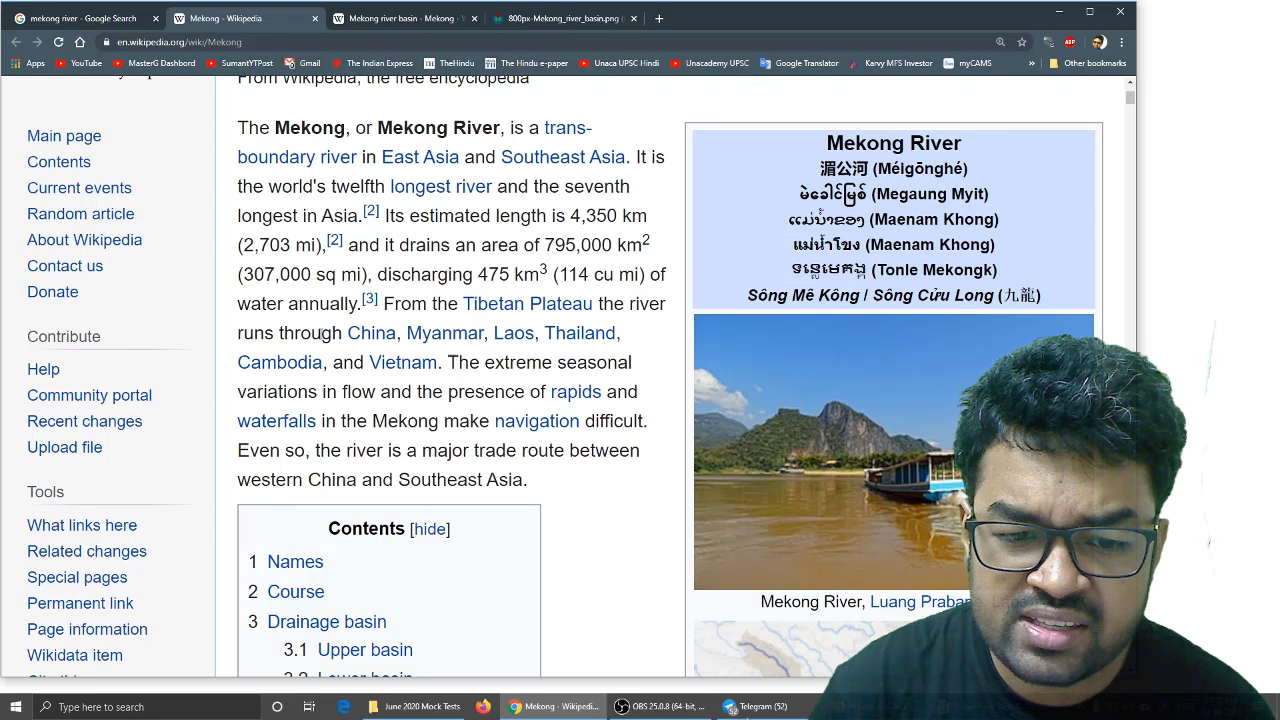 mekong river - Google Search
Mekong - Wikipedia
Mekong river basin - Mekong -
800px-Mekong_river_basin.png (
en.wikipedia.org/wiki/Mekong
Apps
YouTube
MasterG Dashbord
SumantYTPost
Gmail
The Indian Express
TheHindu
The Hindu e-paper
Unaca UPSC Hindi
Unacademy UPSC
Google Translator
Karvy MFS Investor
myCAMS
»
Other bookmarks
From Wikipedia, the free encyclopedia
Main page
Contents
Current events
Random article
About Wikipedia
Contact us
Donate
Contribute
Help
Community portal
Recent changes
Upload file
Tools
What links here
Related changes
Special pages
Permanent link
Page information
Wikidata item
The Mekong, or Mekong River, is a trans-
boundary river in East Asia and Southeast Asia. It is
the world's twelfth longest river and the seventh
longest in Asia.[2] Its estimated length is 4,350 km
(2,703 mi),[2] and it drains an area of 795,000 km2
(307,000 sq mi), discharging 475 km3 (114 cu mi) of
water annually.[3] From the Tibetan Plateau the river
runs through China, Myanmar, Laos, Thailand,
Cambodia, and Vietnam. The extreme seasonal
variations in flow and the presence of rapids and
waterfalls in the Mekong make navigation difficult.
Even so, the river is a major trade route between
western China and Southeast Asia.
Contents [hide]
1 Names
2 Course
3 Drainage basin
3.1 Upper basin
Mekong River
湄公河 (Méigōnghé)
မဲခေါင်မြစ် (Megaung Myit)
ແມ່ນ້ຳຂອງ (Maenam Khong)
แม่น้ำโขง (Maenam Khong)
ទន្លេមេគង្គ (Tonle Mekongk)
Sông Mê Kông / Sông Cửu Long (九龍)
Mekong River, Luang Prabang, Laos
Type here to search
June 2020 Mock Tests
Mekong - Wikipedi...
OBS 25.0.8 (64-bit, ...
Telegram (52)